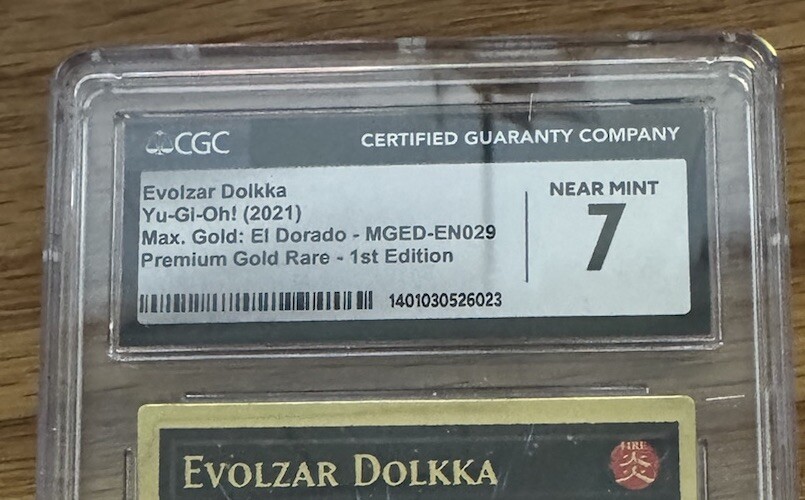 CGC CERTIFIED GUARANTY COMPANY
Evolzar Dolkka
Yu-Gi-Oh! (2021)
Max. Gold: El Dorado - MGED-EN029
Premium Gold Rare - 1st Edition
1401030526023
NEAR MINT
7
EVOLZAR DOLKKA
FIRE
炎